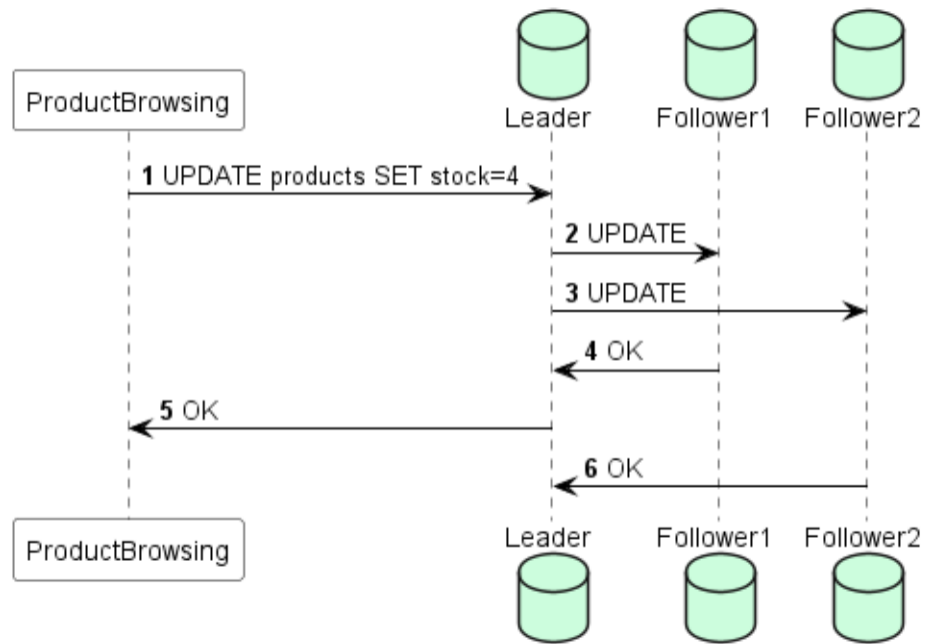 ProductBrowsing
Leader
Follower1
Follower2
1 UPDATE products SET stock=4
2 UPDATE
3 UPDATE
4 OK
5 OK
6 OK
ProductBrowsing
Leader
Follower1
Follower2